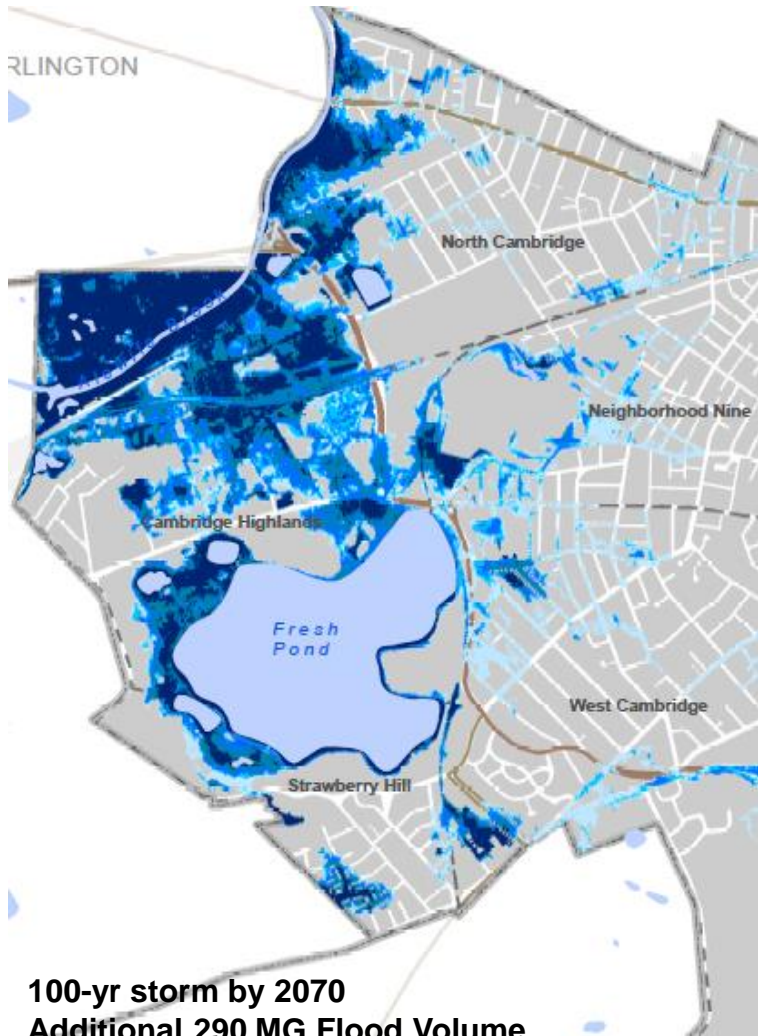 RLINGTON
North Cambridge
Neighborhood Nine
Cambridge Highlands
Fresh
Pond
West Cambridge
Strawberry Hill
100-yr storm by 2070
Additional 290 MG Flood Volume